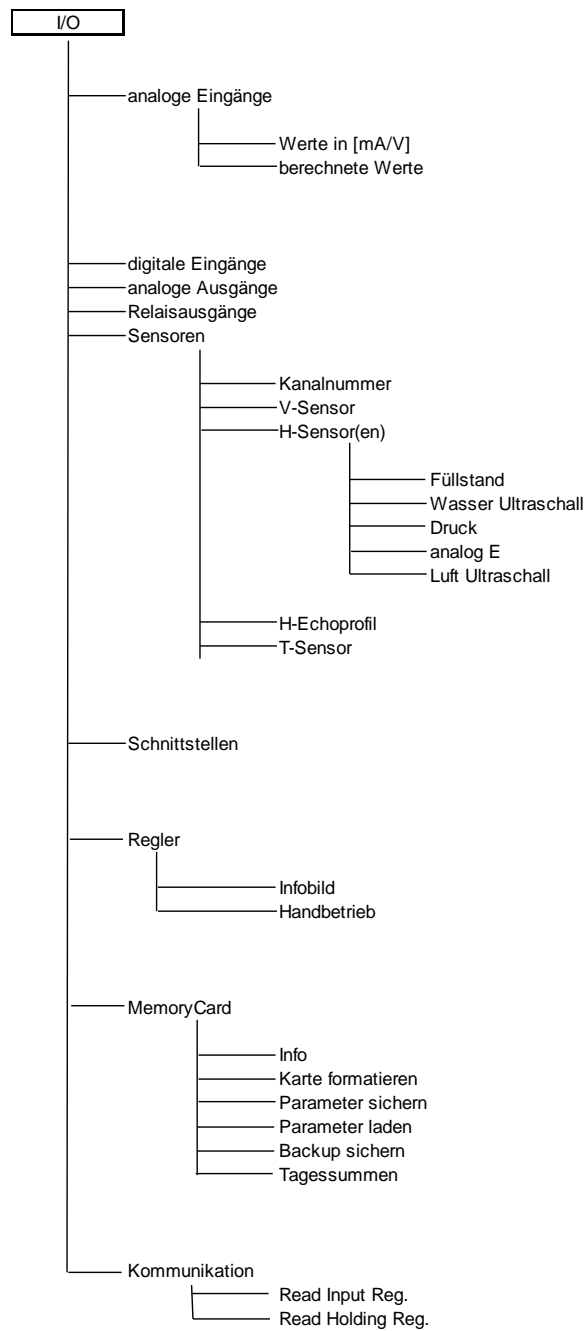 I/O
analoge Eingänge
Werte in [mA/V]
berechnete Werte
digitale Eingänge
analoge Ausgänge
Relaisausgänge
Sensoren
Kanalnummer
V-Sensor
H-Sensor(en)
Füllstand
Wasser Ultraschall
Druck
analog E
Luft Ultraschall
H-Echoprofil
T-Sensor
Schnittstellen
Regler
Infobild
Handbetrieb
MemoryCard
Info
Karte formatieren
Parameter sichern
Parameter laden
Backup sichern
Tagessummen
Kommunikation
Read Input Reg.
Read Holding Reg.